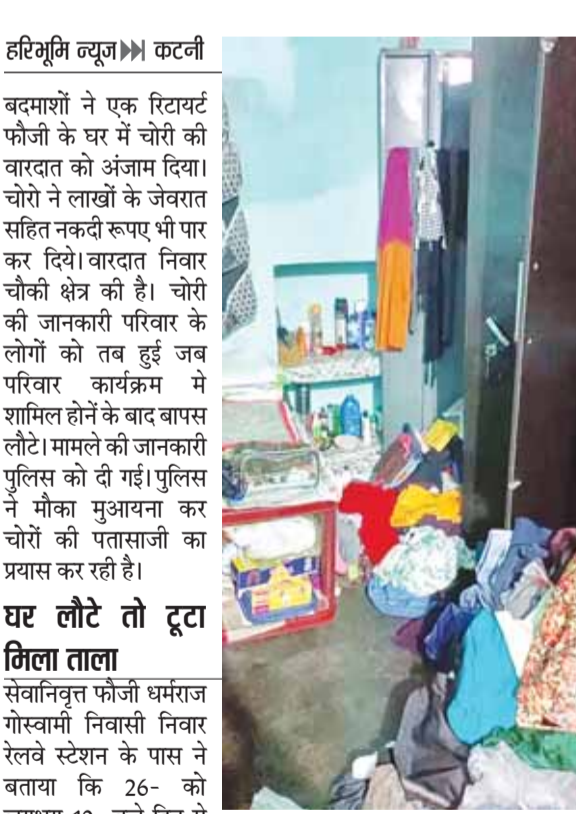 हरिभूमि न्यूज ▶▶| कटनी
बदमाशों ने एक रिटायर्ट
फौजी के घर में चोरी की
वारदात को अंजाम दिया।
चोरो ने लाखों के जेवरात
सहित नकदी रूपए भी पार
कर दिये। वारदात निवार
चौकी क्षेत्र की है। चोरी
की जानकारी परिवार के
लोगों को तब हुई जब
परिवार कार्यक्रम मे
शामिल होनें के बाद बापस
लौटे। मामले की जानकारी
पुलिस को दी गई। पुलिस
ने मौका मुआयना कर
चोरों की पतासाजी का
प्रयास कर रही है।
घर लौटे तो टूटा
मिला ताला
सेवानिवृत्त फौजी धर्मराज
गोस्वामी निवासी निवार
रेलवे स्टेशन के पास ने
बताया कि 26- को